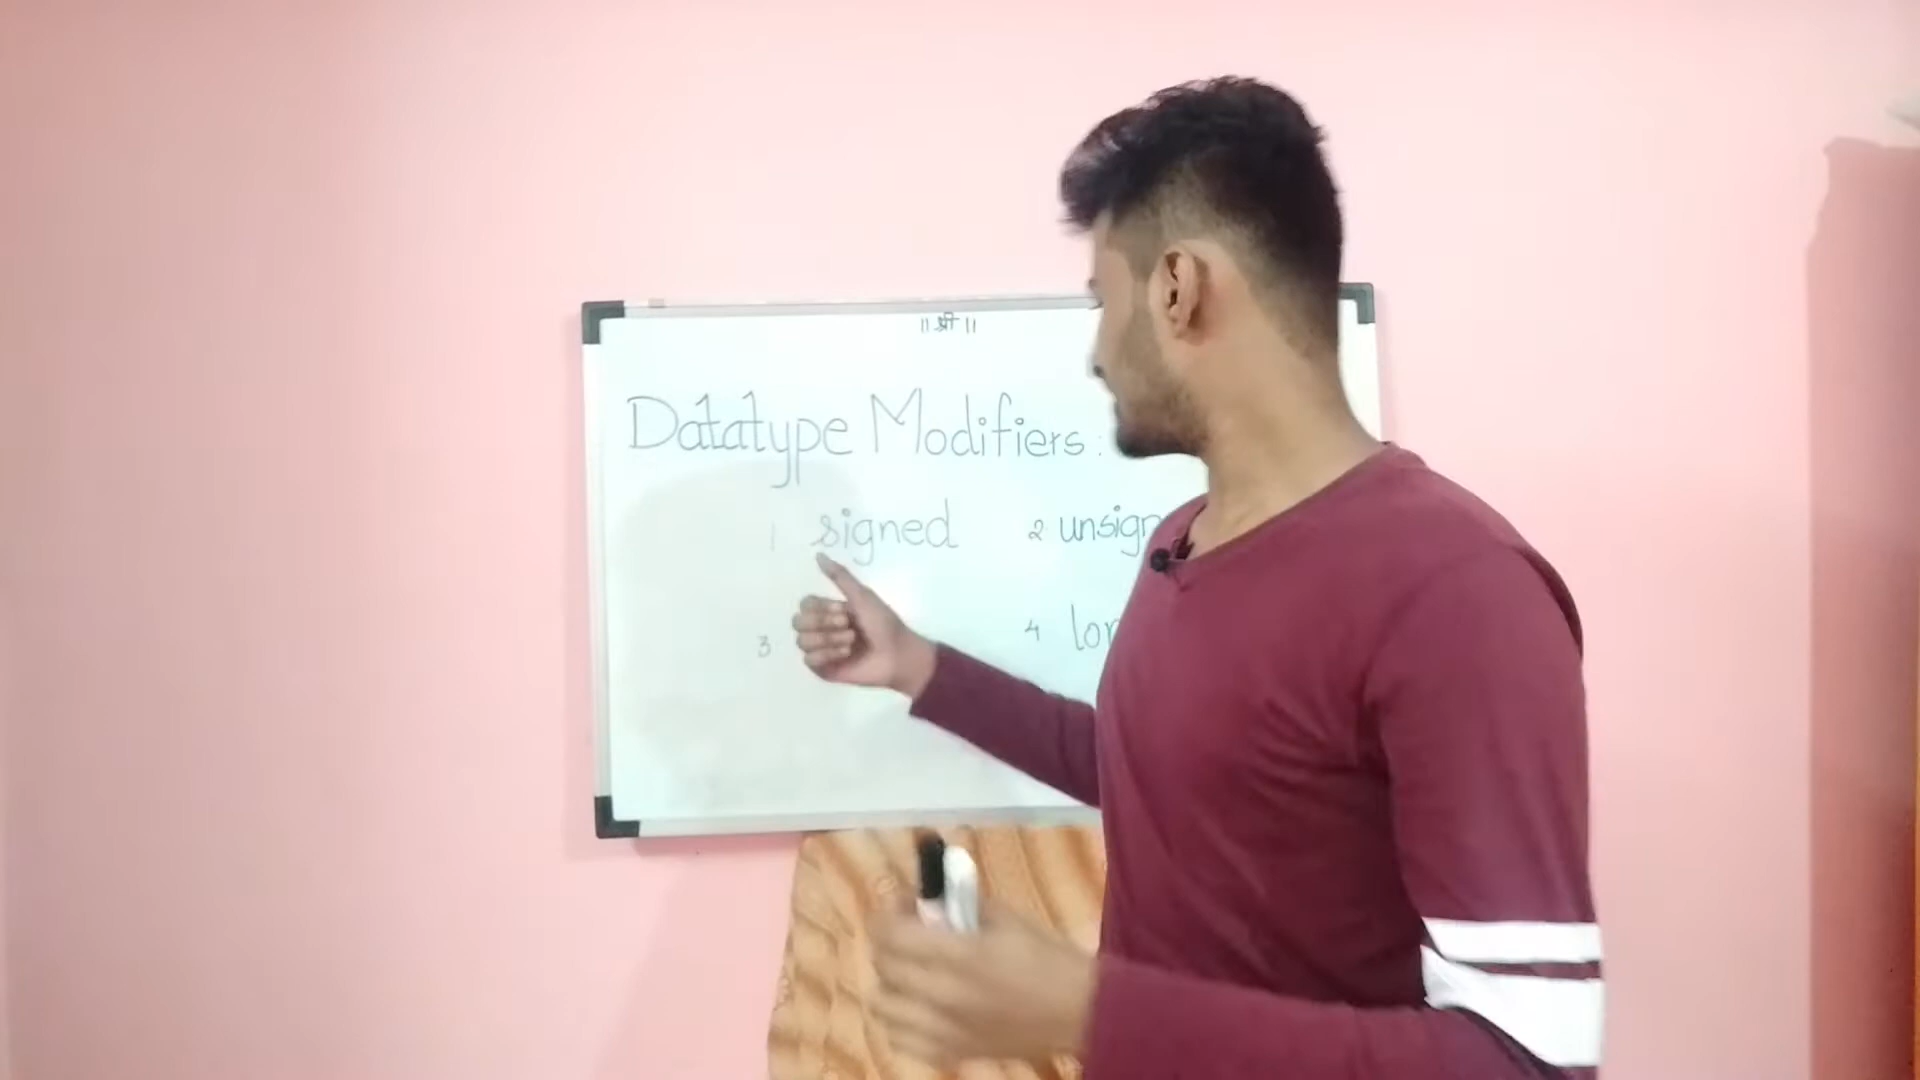 ॥ श्री ॥
Datatype Modifiers :
1 signed 2 unsign
3 4 lon